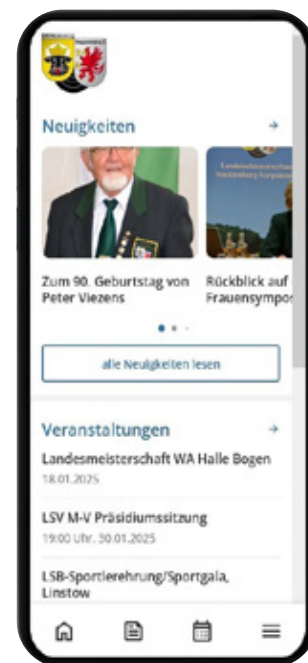 Neuigkeiten
Zum 90. Geburtstag von
Peter Viezens
Rückblick auf
Frauensympos
alle Neuigkeiten lesen
Veranstaltungen
Landesmeisterschaft WA Halle Bogen
18.01.2025
LSV M-V Präsidiumssitzung
19:00 Uhr, 30.01.2025
LSB-Sportlerehrung/Sportgala,
Linstow